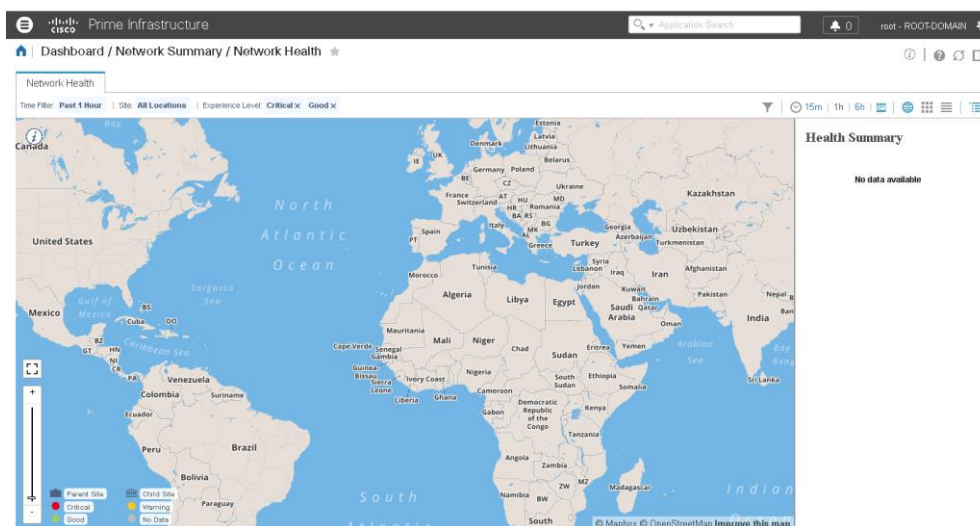 cisco Prime Infrastructure
Application Search
0
root - ROOT-DOMAIN
Dashboard / Network Summary / Network Health
Network Health
Time Filter: Past 1 Hour | Site: All Locations | Experience Level: Critical x Good x
15m | 1h | 6h
Health Summary
No data available
Bay
Canada
Estonia
Latvia
Denmark
Lithuania
IE
UK
Belarus
Germany
Poland
BE
CZ
Ukraine
France
AT
HU
MD
Kazakhstan
Switzerland
HR
Romania
BA
RS
BG
Italy
MK
AL
Georgia
Uzbekistan
Azerbaijan
Turkmenistan
PT
Spain
Greece
Turkey
United States
North
Atlantic
Ocean
Syria
Lebanon
Iraq
Iran
Afghanistan
Morocco
Tunisia
Jordan
Kuwait
Pakistan
Nepal
B
Sargasso
Sea
Algeria
Libya
Egypt
Bahrain
Saudi
Qatar
Arabia
Gulf of
Mexico
Mexico
BS
Cuba
DO
Oman
India
Ban
BZ
GT
HN
NI
CR
PA
Caribbean Sea
Mauritania
Mali
Niger
Chad
Sudan
Eritrea
Yemen
Arabian
Sea
Bay
Beng
Cape Verde
Senegal
Gambia
Guinea-
Bissau
Sierra
Leone
Ivory Coast
Liberia
Ghana
Nigeria
Cameroon
South
Sudan
Ethiopia
Somalia
Sri Lanka
Venezuela
Colombia
Suriname
Ecuador
Gabon
Democratic
Republic
of the
Congo
Kenya
Tanzania
Peru
Brazil
Angola
Zambia
Bolivia
ZW
MZ
Madagascar
Indian
Paraguay
South
Atlantic
Namibia
BW
South
+
-
Parent Site
Child Site
Critical
Warning
Good
No Data
© Mapbox © OpenStreetMap Improve this map